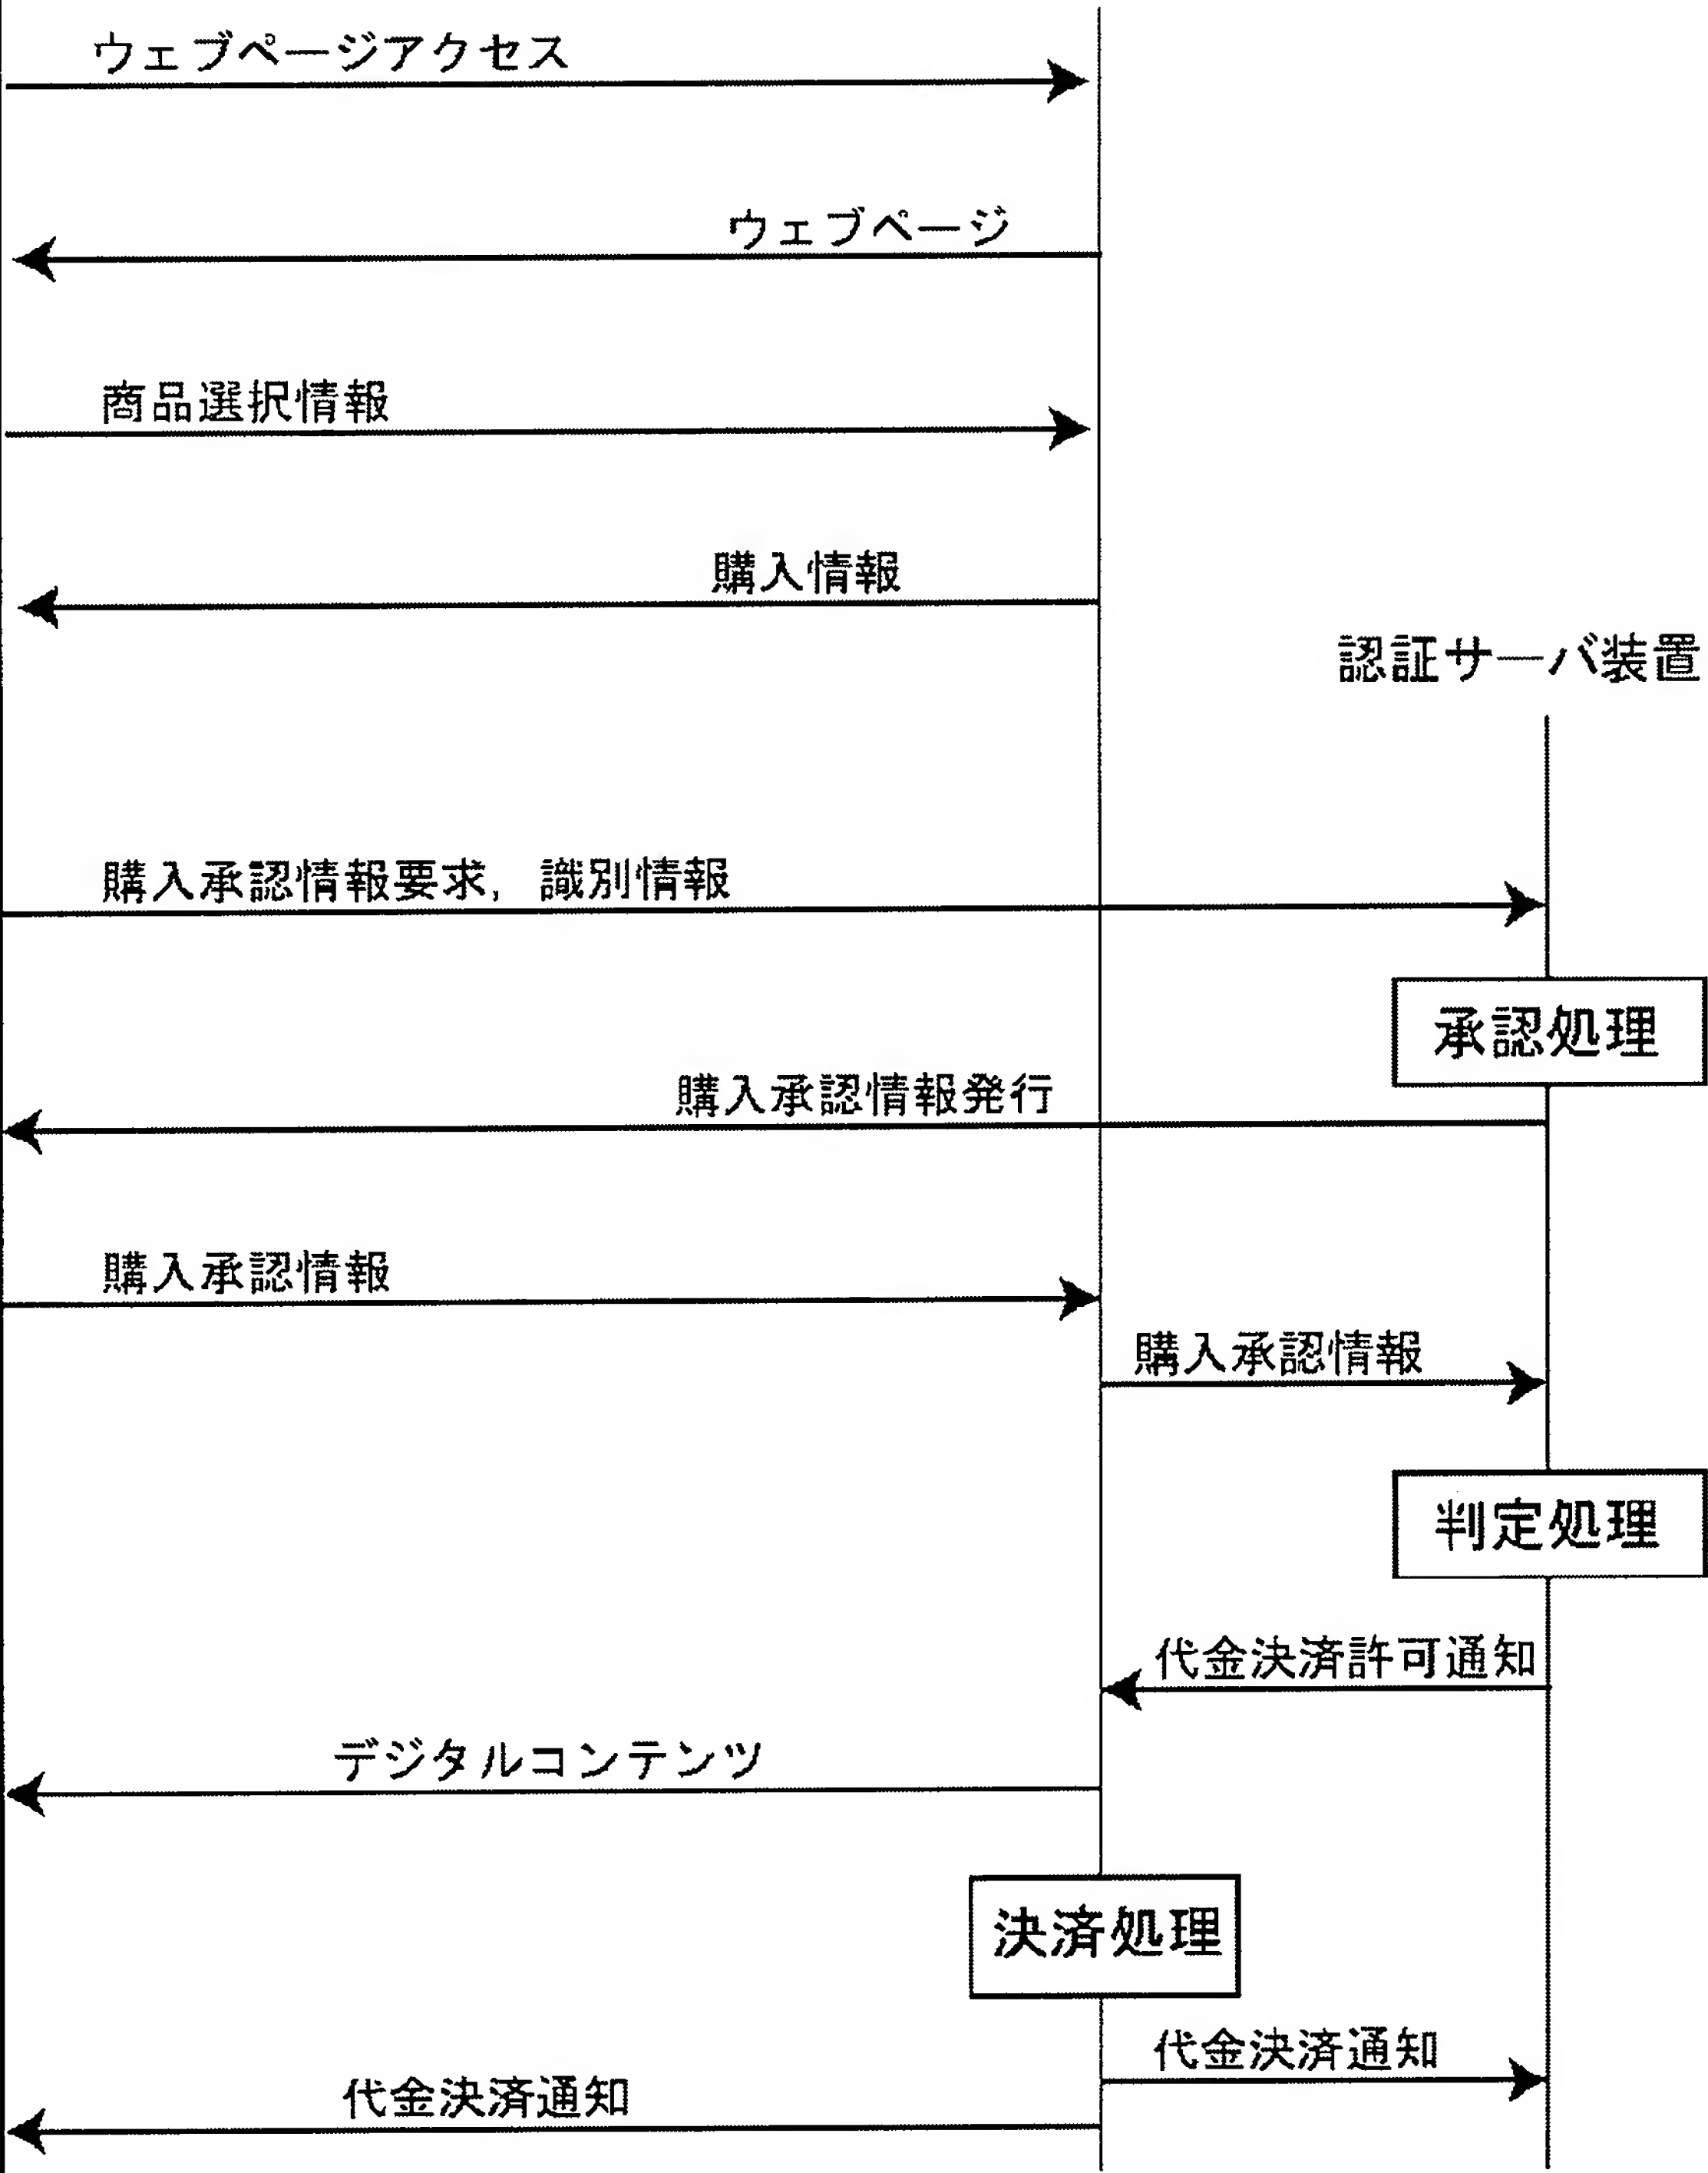 ウェブページアクセス
ウェブページ
商品選択情報
購入情報
認証サーバ装置
購入承認情報要求, 識別情報
承認処理
購入承認情報発行
購入承認情報
購入承認情報
判定処理
代金決済許可通知
デジタルコンテンツ
決済処理
代金決済通知
代金決済通知